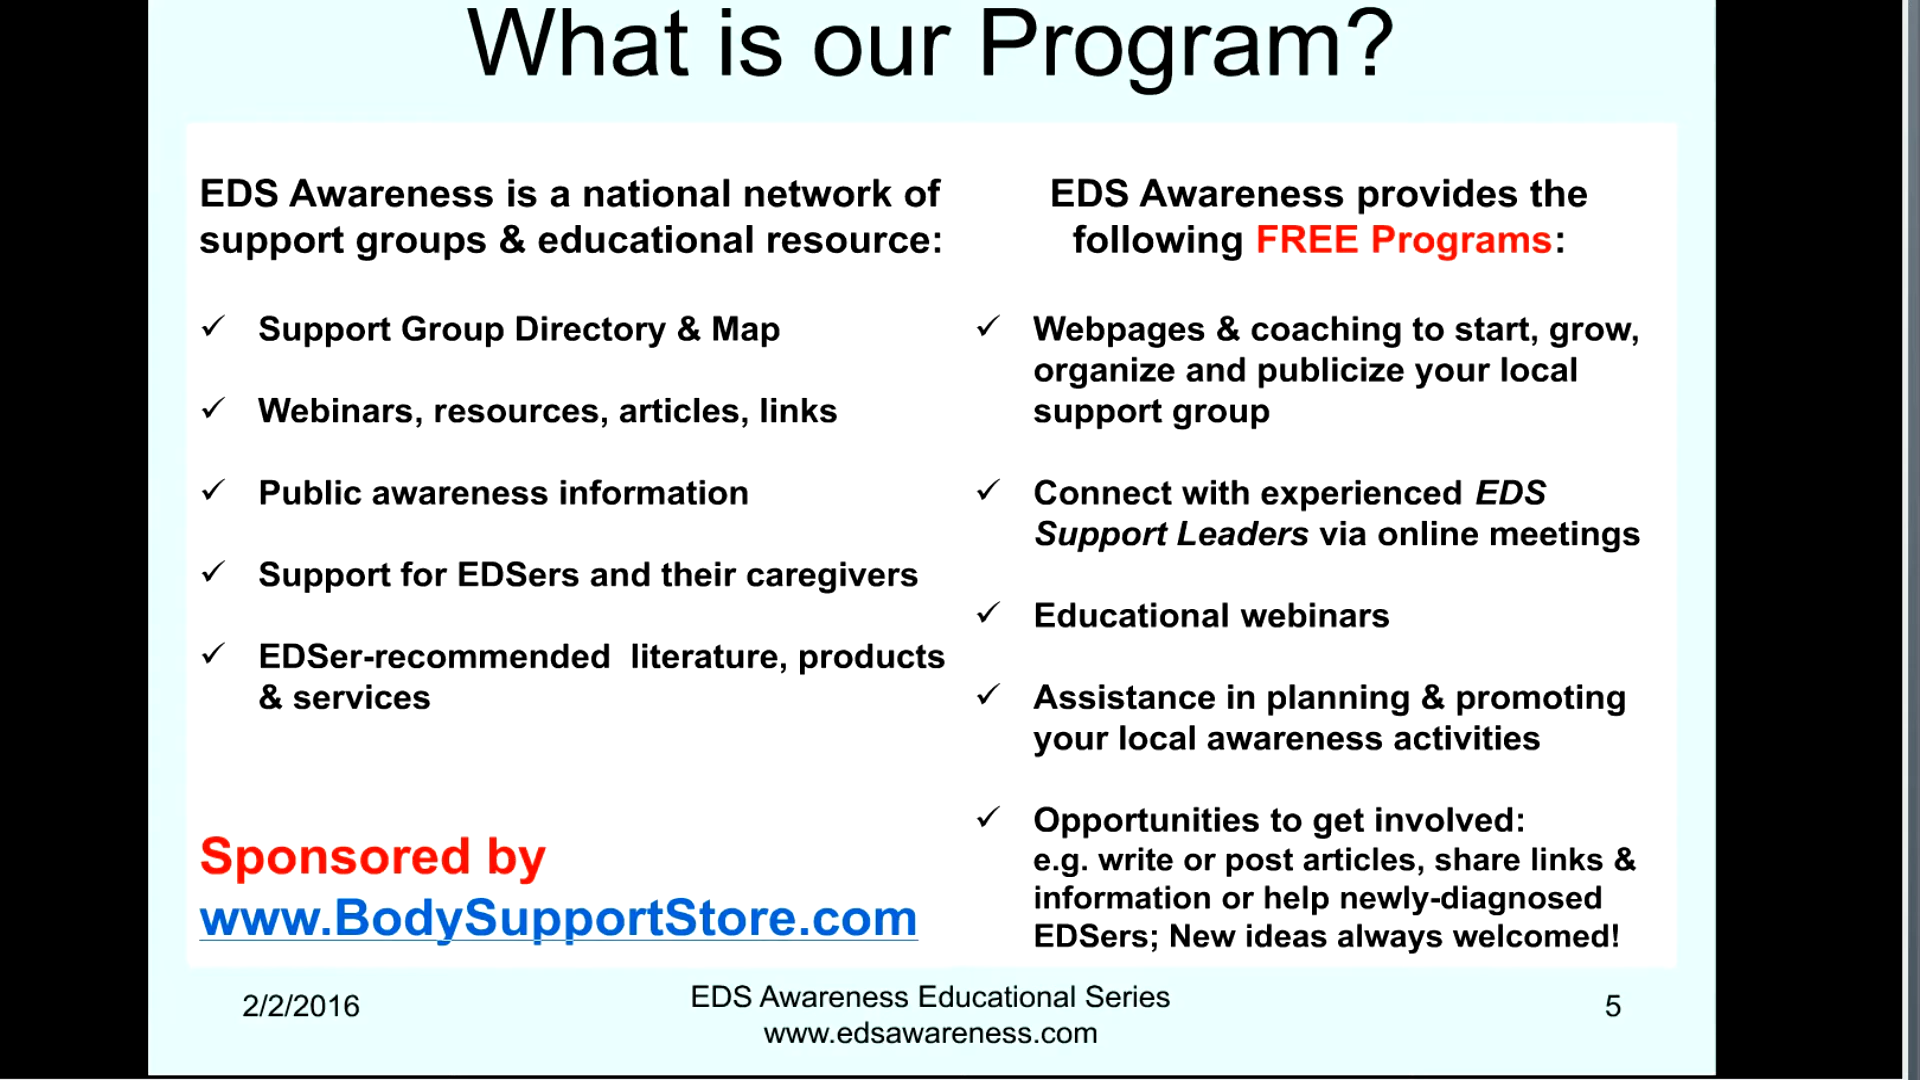 What is our Program?
EDS Awareness is a national network of
support groups & educational resource:
✓ Support Group Directory & Map
✓ Webinars, resources, articles, links
✓ Public awareness information
✓ Support for EDSers and their caregivers
✓ EDSer-recommended  literature, products
& services
Sponsored by
www.BodySupportStore.com
EDS Awareness provides the
following FREE Programs:
✓ Webpages & coaching to start, grow,
organize and publicize your local
support group
✓ Connect with experienced EDS
Support Leaders via online meetings
✓ Educational webinars
✓ Assistance in planning & promoting
your local awareness activities
✓ Opportunities to get involved:
e.g. write or post articles, share links &
information or help newly-diagnosed
EDSers; New ideas always welcomed!
2/2/2016
EDS Awareness Educational Series
www.edsawareness.com
5